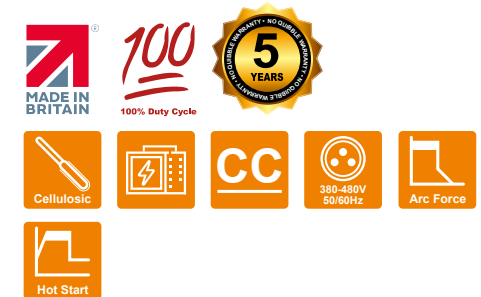 ®
MADE IN
BRITAIN
100
100% Duty Cycle
• NO QUIBBLE WARRANTY • NO QUIBBLE WARRANTY • NO QUIBBLE WARRANTY
5
YEARS
Cellulosic
CC
380-480V
50/60Hz
Arc Force
Hot Start